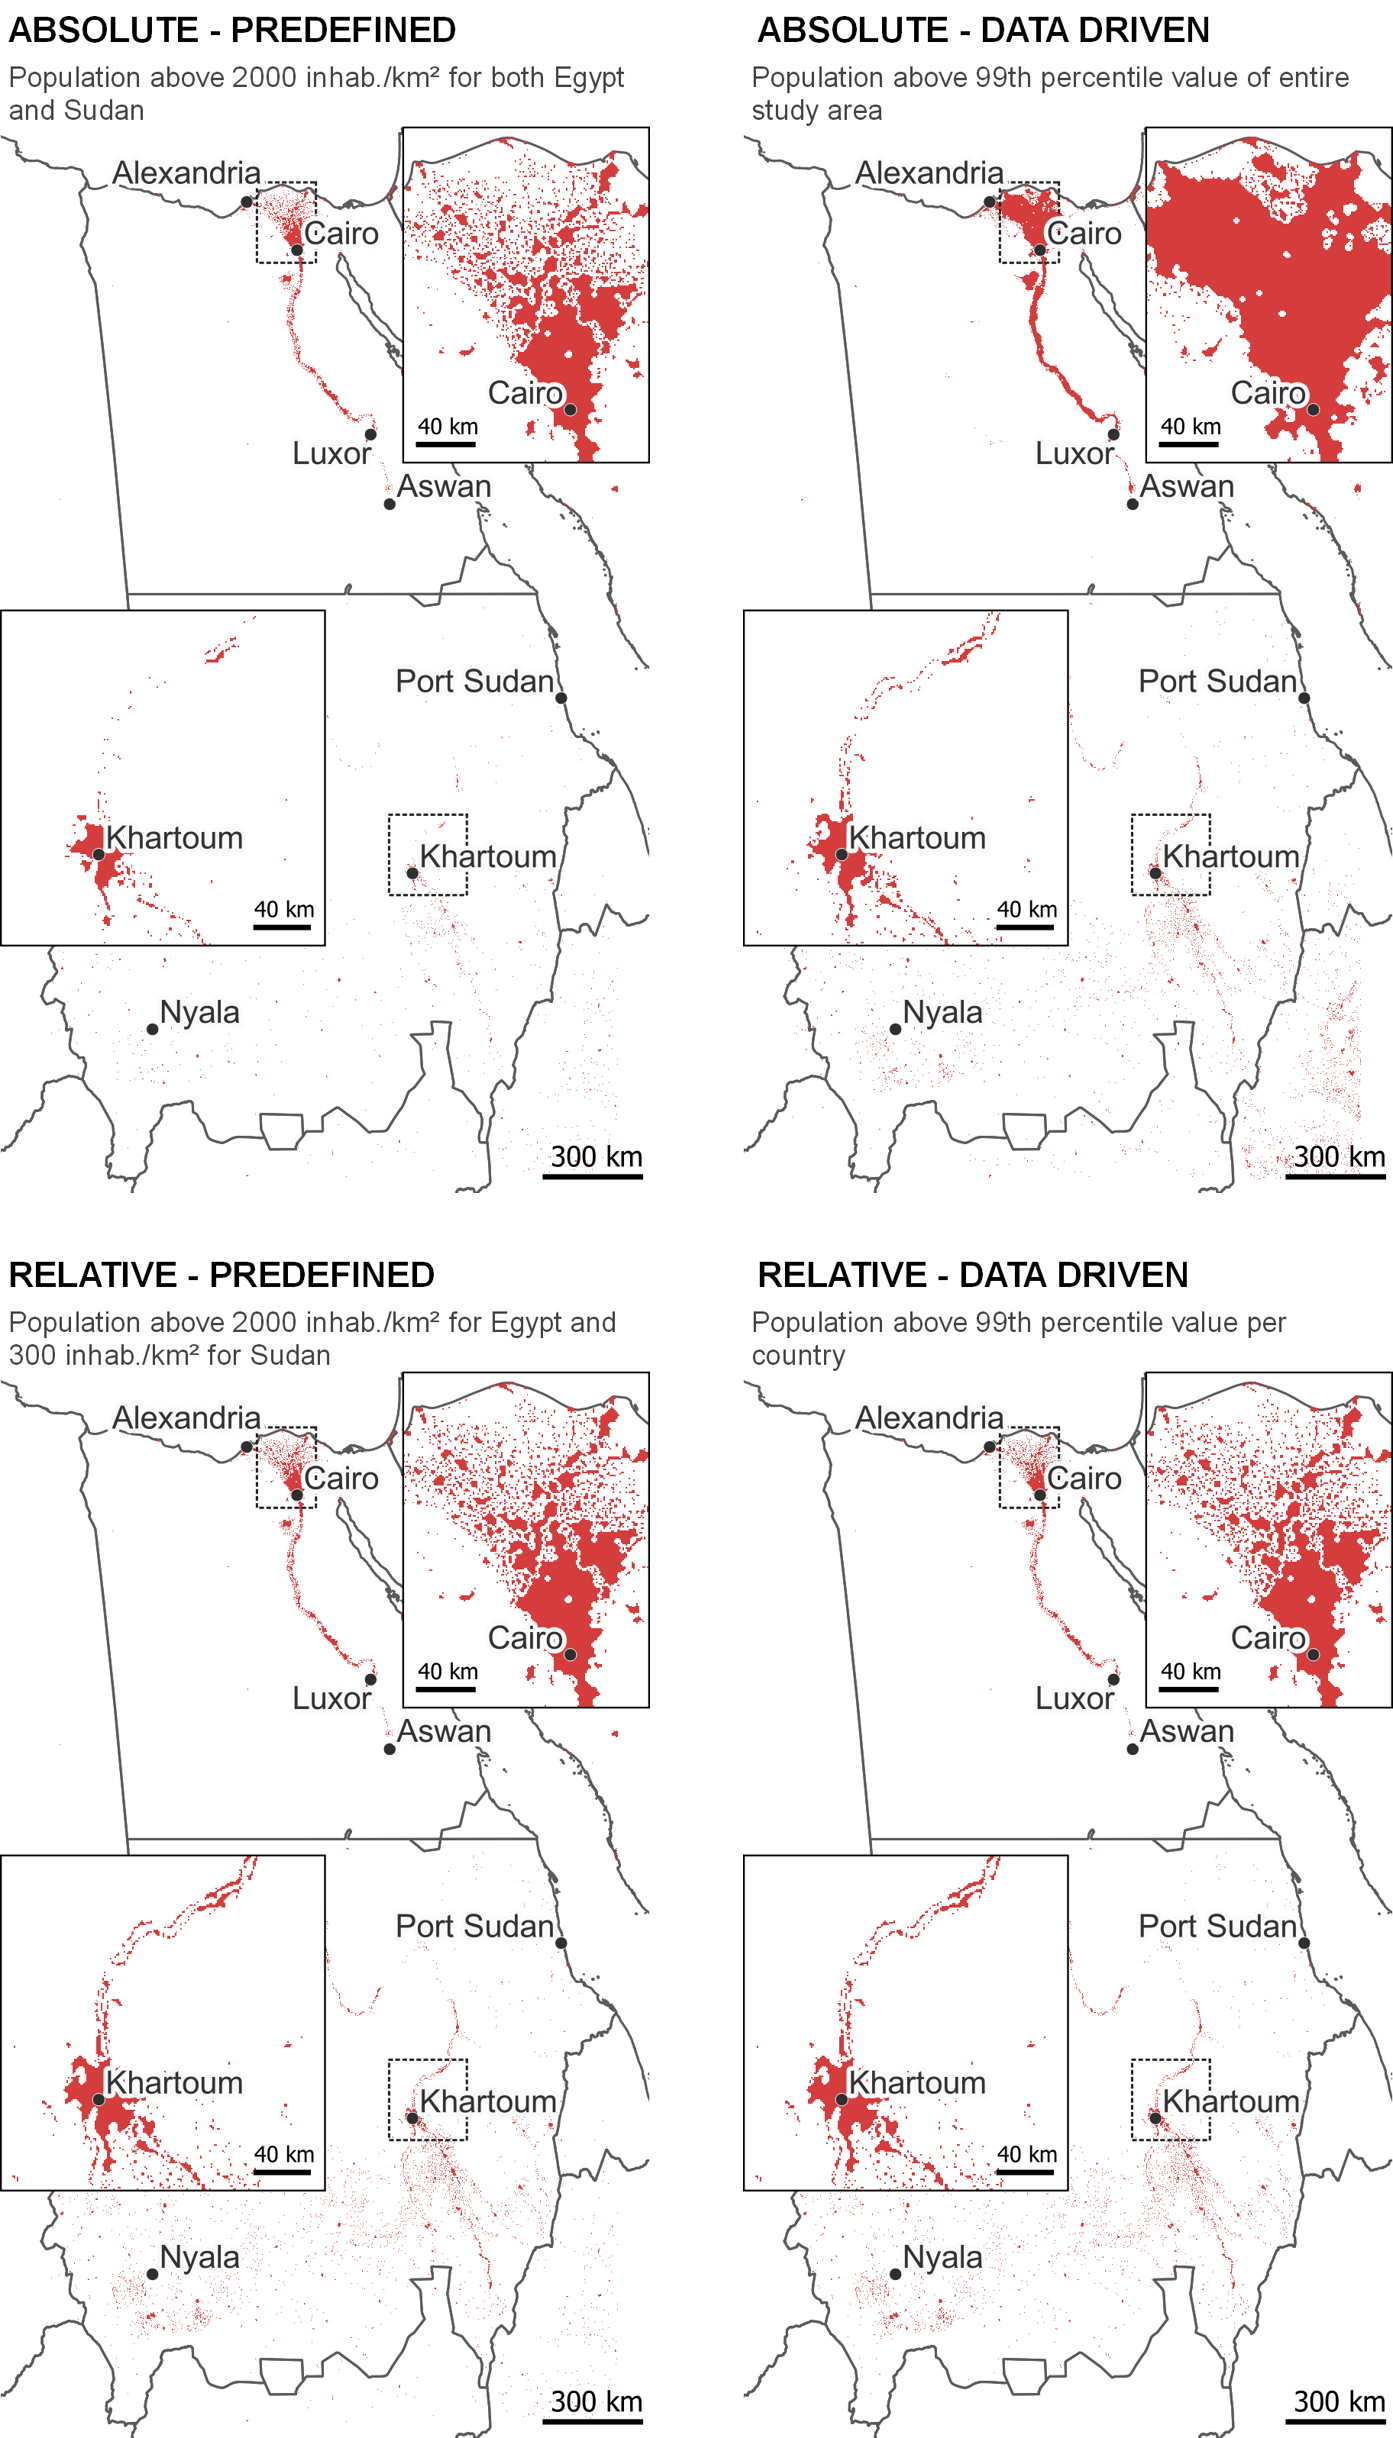 ABSOLUTE - PREDEFINED
Population above 2000 inhab./km² for both Egypt
and Sudan
Alexandria
Cairo
Cairo
40 km
Luxor
Aswan
Port Sudan
Khartoum
40 km
Khartoum
Nyala
300 km
ABSOLUTE - DATA DRIVEN
Population above 99th percentile value of entire
study area
Alexandria
Cairo
Cairo
40 km
Luxor
Aswan
Port Sudan
Khartoum
40 km
Khartoum
Nyala
300 km
RELATIVE - PREDEFINED
Population above 2000 inhab./km² for Egypt and
300 inhab./km² for Sudan
Alexandria
Cairo
Cairo
40 km
Luxor
Aswan
Port Sudan
Khartoum
40 km
Khartoum
Nyala
300 km
RELATIVE - DATA DRIVEN
Population above 99th percentile value per
country
Alexandria
Cairo
Cairo
40 km
Luxor
Aswan
Port Sudan
Khartoum
40 km
Khartoum
Nyala
300 km